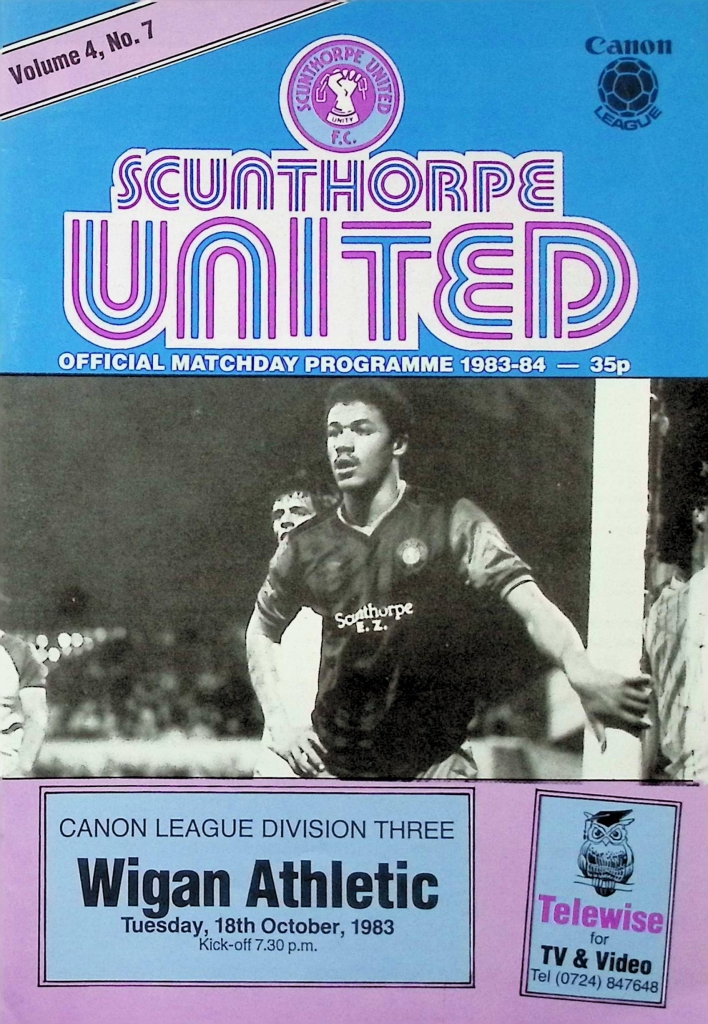 Volume 4, No. 7
SCUNTHORPE UNITED
UNITY
F.C.
Canon
LEAGUE
SCUNTHORPE
UNITED
OFFICIAL MATCHDAY PROGRAMME 1983-84 — 35p
Scunthorpe
E.Z.
CANON LEAGUE DIVISION THREE
Wigan Athletic
Tuesday, 18th October, 1983
Kick-off 7.30 p.m.
Telewise
for
TV & Video
Tel (0724) 847648